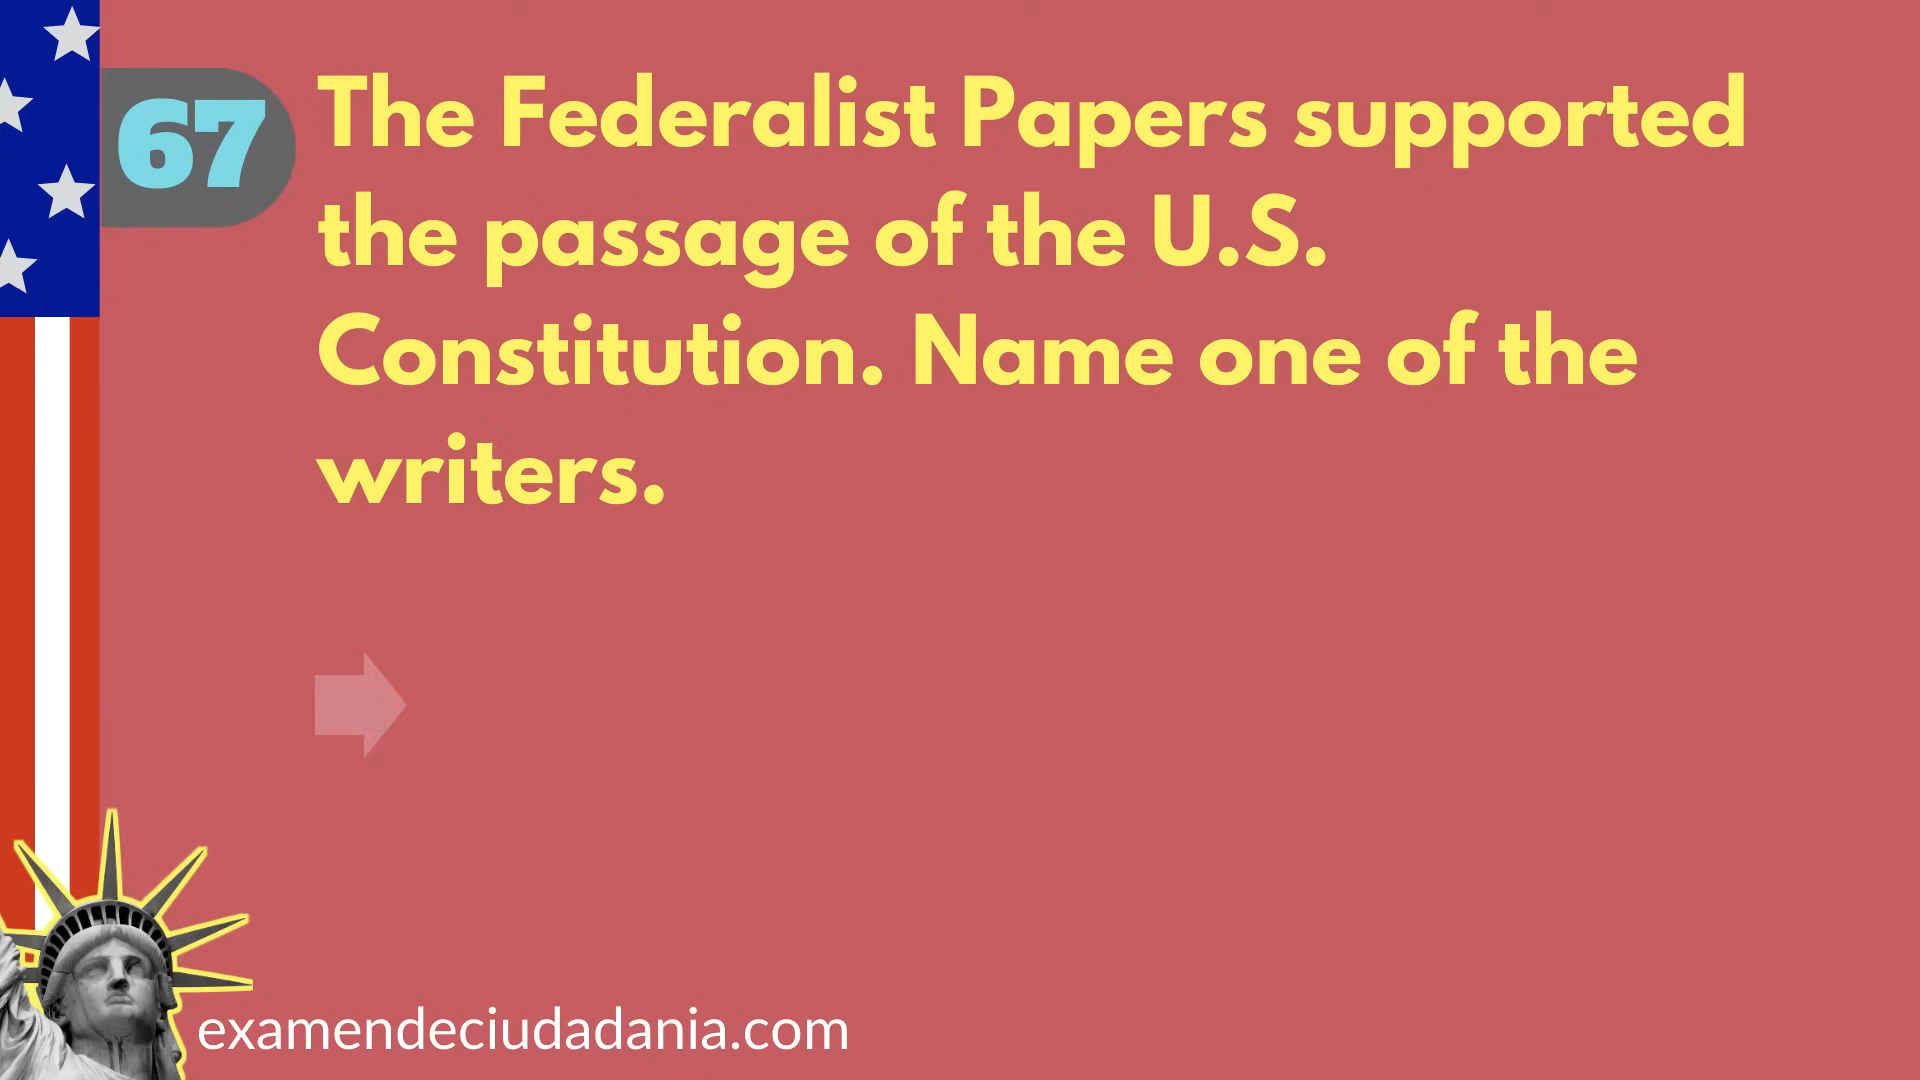 67
The Federalist Papers supported
the passage of the U.S.
Constitution. Name one of the
writers.
examendeciudadania.com